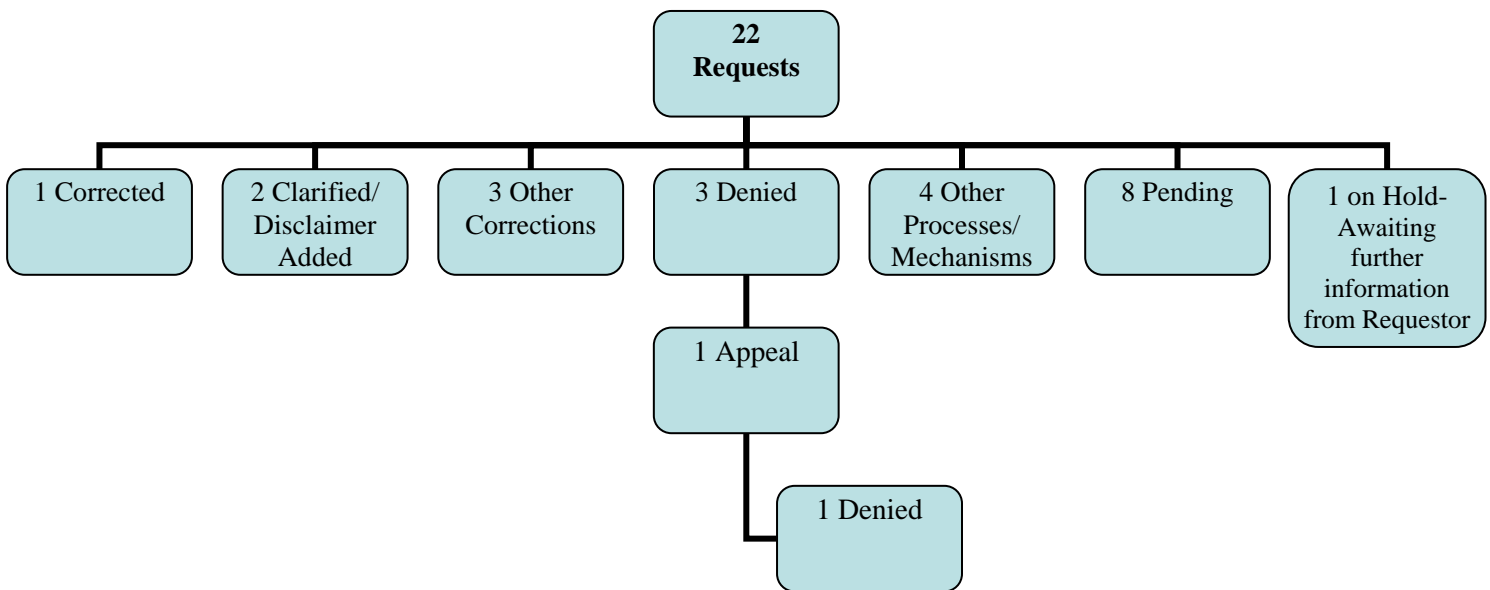 22
Requests
1 Corrected
2 Clarified/
Disclaimer
Added
3 Other
Corrections
3 Denied
4 Other
Processes/
Mechanisms
8 Pending
1 on Hold-
Awaiting
further
information
from Requestor
1 Appeal
1 Denied